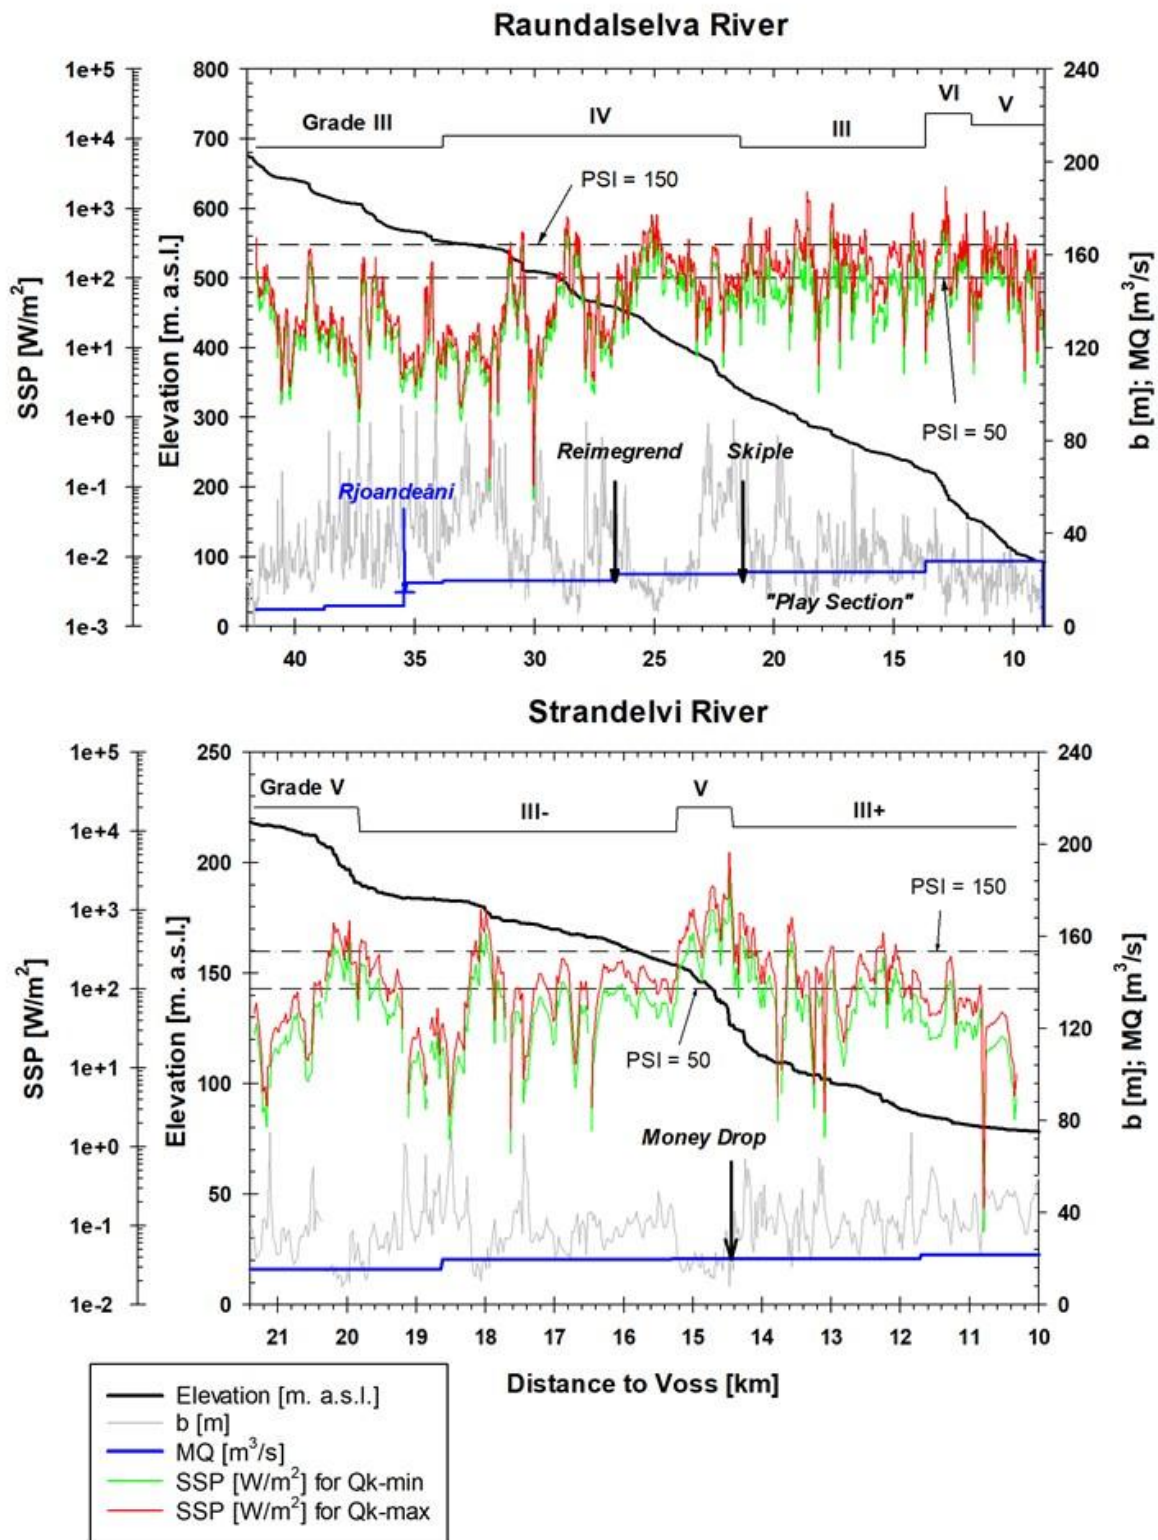 Raundalselva River
1e+5
800
240
VI
V
1e+4
700
Grade III
IV
III
200
PSI = 150
1e+3
600
160
1e+2
500
SSP [W/m²]
Elevation [m. a.s.l.]
b [m]; MQ [m³/s]
1e+1
400
120
1e+0
300
PSI = 50
80
Reimegrend
Skiple
Rjoandeåni
1e-1
200
40
1e-2
100
"Play Section"
1e-3
0
0
40
35
30
25
20
15
10
Strandelvi River
1e+5
250
240
Grade V
V
III-
III+
1e+4
200
200
PSI = 150
1e+3
160
150
1e+2
SSP [W/m²]
Elevation [m. a.s.l.]
b [m]; MQ [m³/s]
120
PSI = 50
1e+1
100
80
1e+0
Money Drop
50
40
1e-1
1e-2
0
0
21
20
19
18
17
16
15
14
13
12
11
10
Distance to Voss [km]
Elevation [m. a.s.l.]
b [m]
MQ [m³/s]
SSP [W/m²] for Qk-min
SSP [W/m²] for Qk-max